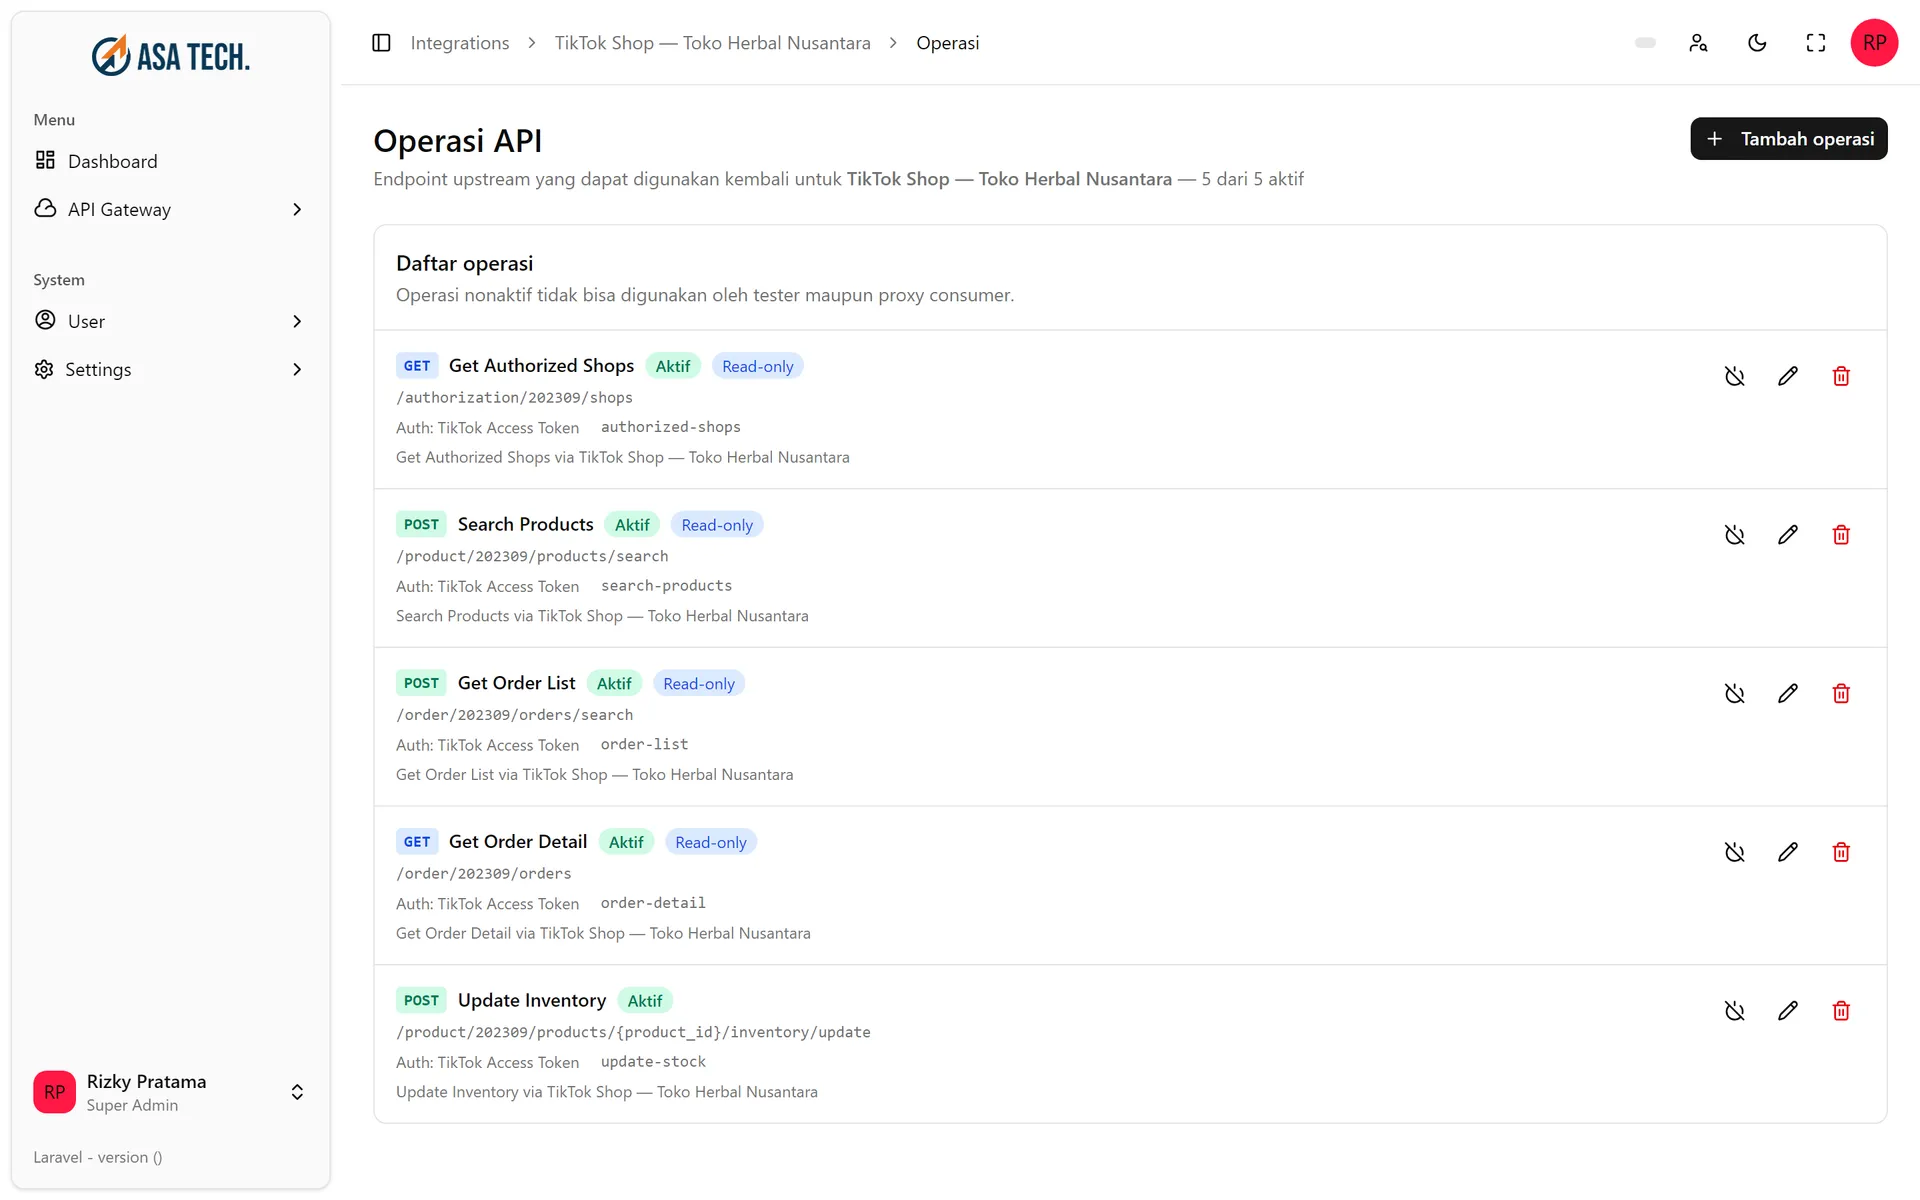 ASA TECH.
Integrations > TikTok Shop — Toko Herbal Nusantara > Operasi
RP
Menu
Dashboard
API Gateway
System
User
Settings
Operasi API
+ Tambah operasi
Endpoint upstream yang dapat digunakan kembali untuk TikTok Shop — Toko Herbal Nusantara — 5 dari 5 aktif
Daftar operasi
Operasi nonaktif tidak bisa digunakan oleh tester maupun proxy consumer.
GET Get Authorized Shops Aktif Read-only
/authorization/202309/shops
Auth: TikTok Access Token authorized-shops
Get Authorized Shops via TikTok Shop — Toko Herbal Nusantara
POST Search Products Aktif Read-only
/product/202309/products/search
Auth: TikTok Access Token search-products
Search Products via TikTok Shop — Toko Herbal Nusantara
POST Get Order List Aktif Read-only
/order/202309/orders/search
Auth: TikTok Access Token order-list
Get Order List via TikTok Shop — Toko Herbal Nusantara
GET Get Order Detail Aktif Read-only
/order/202309/orders
Auth: TikTok Access Token order-detail
Get Order Detail via TikTok Shop — Toko Herbal Nusantara
POST Update Inventory Aktif
/product/202309/products/{product_id}/inventory/update
Auth: TikTok Access Token update-stock
Update Inventory via TikTok Shop — Toko Herbal Nusantara
RP
Rizky Pratama
Super Admin
Laravel - version ()